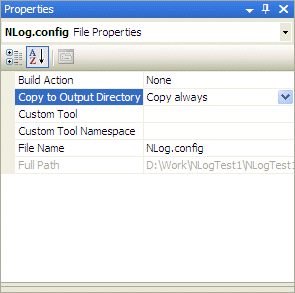 Properties
NLog.config File Properties
Build Action None
Copy to Output Directory Copy always
Custom Tool
Custom Tool Namespace
File Name NLog.config
Full Path D:\Work\NLogTest1\NLogTest1